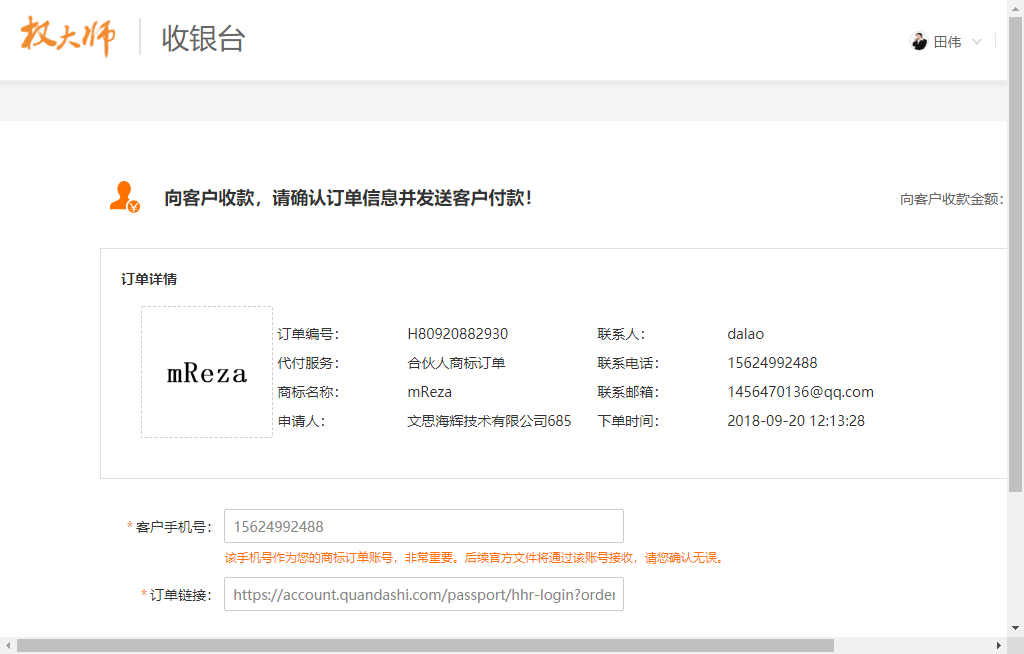 权大师 收银台 田伟
向客户收款，请确认订单信息并发送客户付款！ 向客户收款金额：
订单详情
mReza
订单编号： H80920882930 联系人： dalao
代付服务： 合伙人商标订单 联系电话： 15624992488
商标名称： mReza 联系邮箱： 1456470136@qq.com
申请人： 文思海辉技术有限公司685 下单时间： 2018-09-20 12:13:28
*客户手机号： 15624992488
该手机号作为您的商标订单账号，非常重要。后续官方文件将通过该账号接收，请您确认无误。
*订单链接： https://account.quandashi.com/passport/hhr-login?order